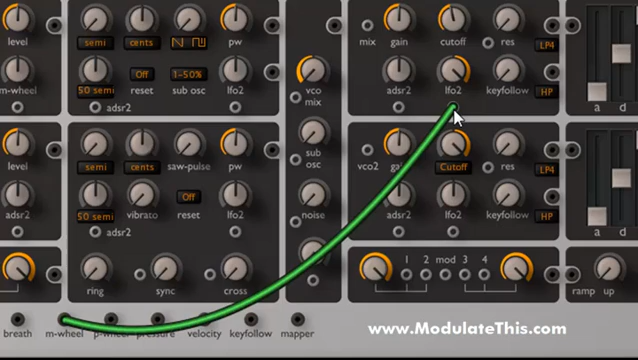 level semi cents pw mix gain cutoff res LP4
m-wheel 50 semi Off reset 1-50% sub osc lfo2 vco mix adsr2 lfo2 keyfollow HP
adsr2 a d
level semi cents saw-pulse pw sub osc vco2 gain Cutoff res LP4
adsr2 50 semi vibrato Off reset lfo2 noise adsr2 lfo2 keyfollow HP
adsr2 a d
ring sync cross 1 2 mod 3 4 ramp up
breath m-wheel p-wheel pressure velocity keyfollow mapper www.ModulateThis.com